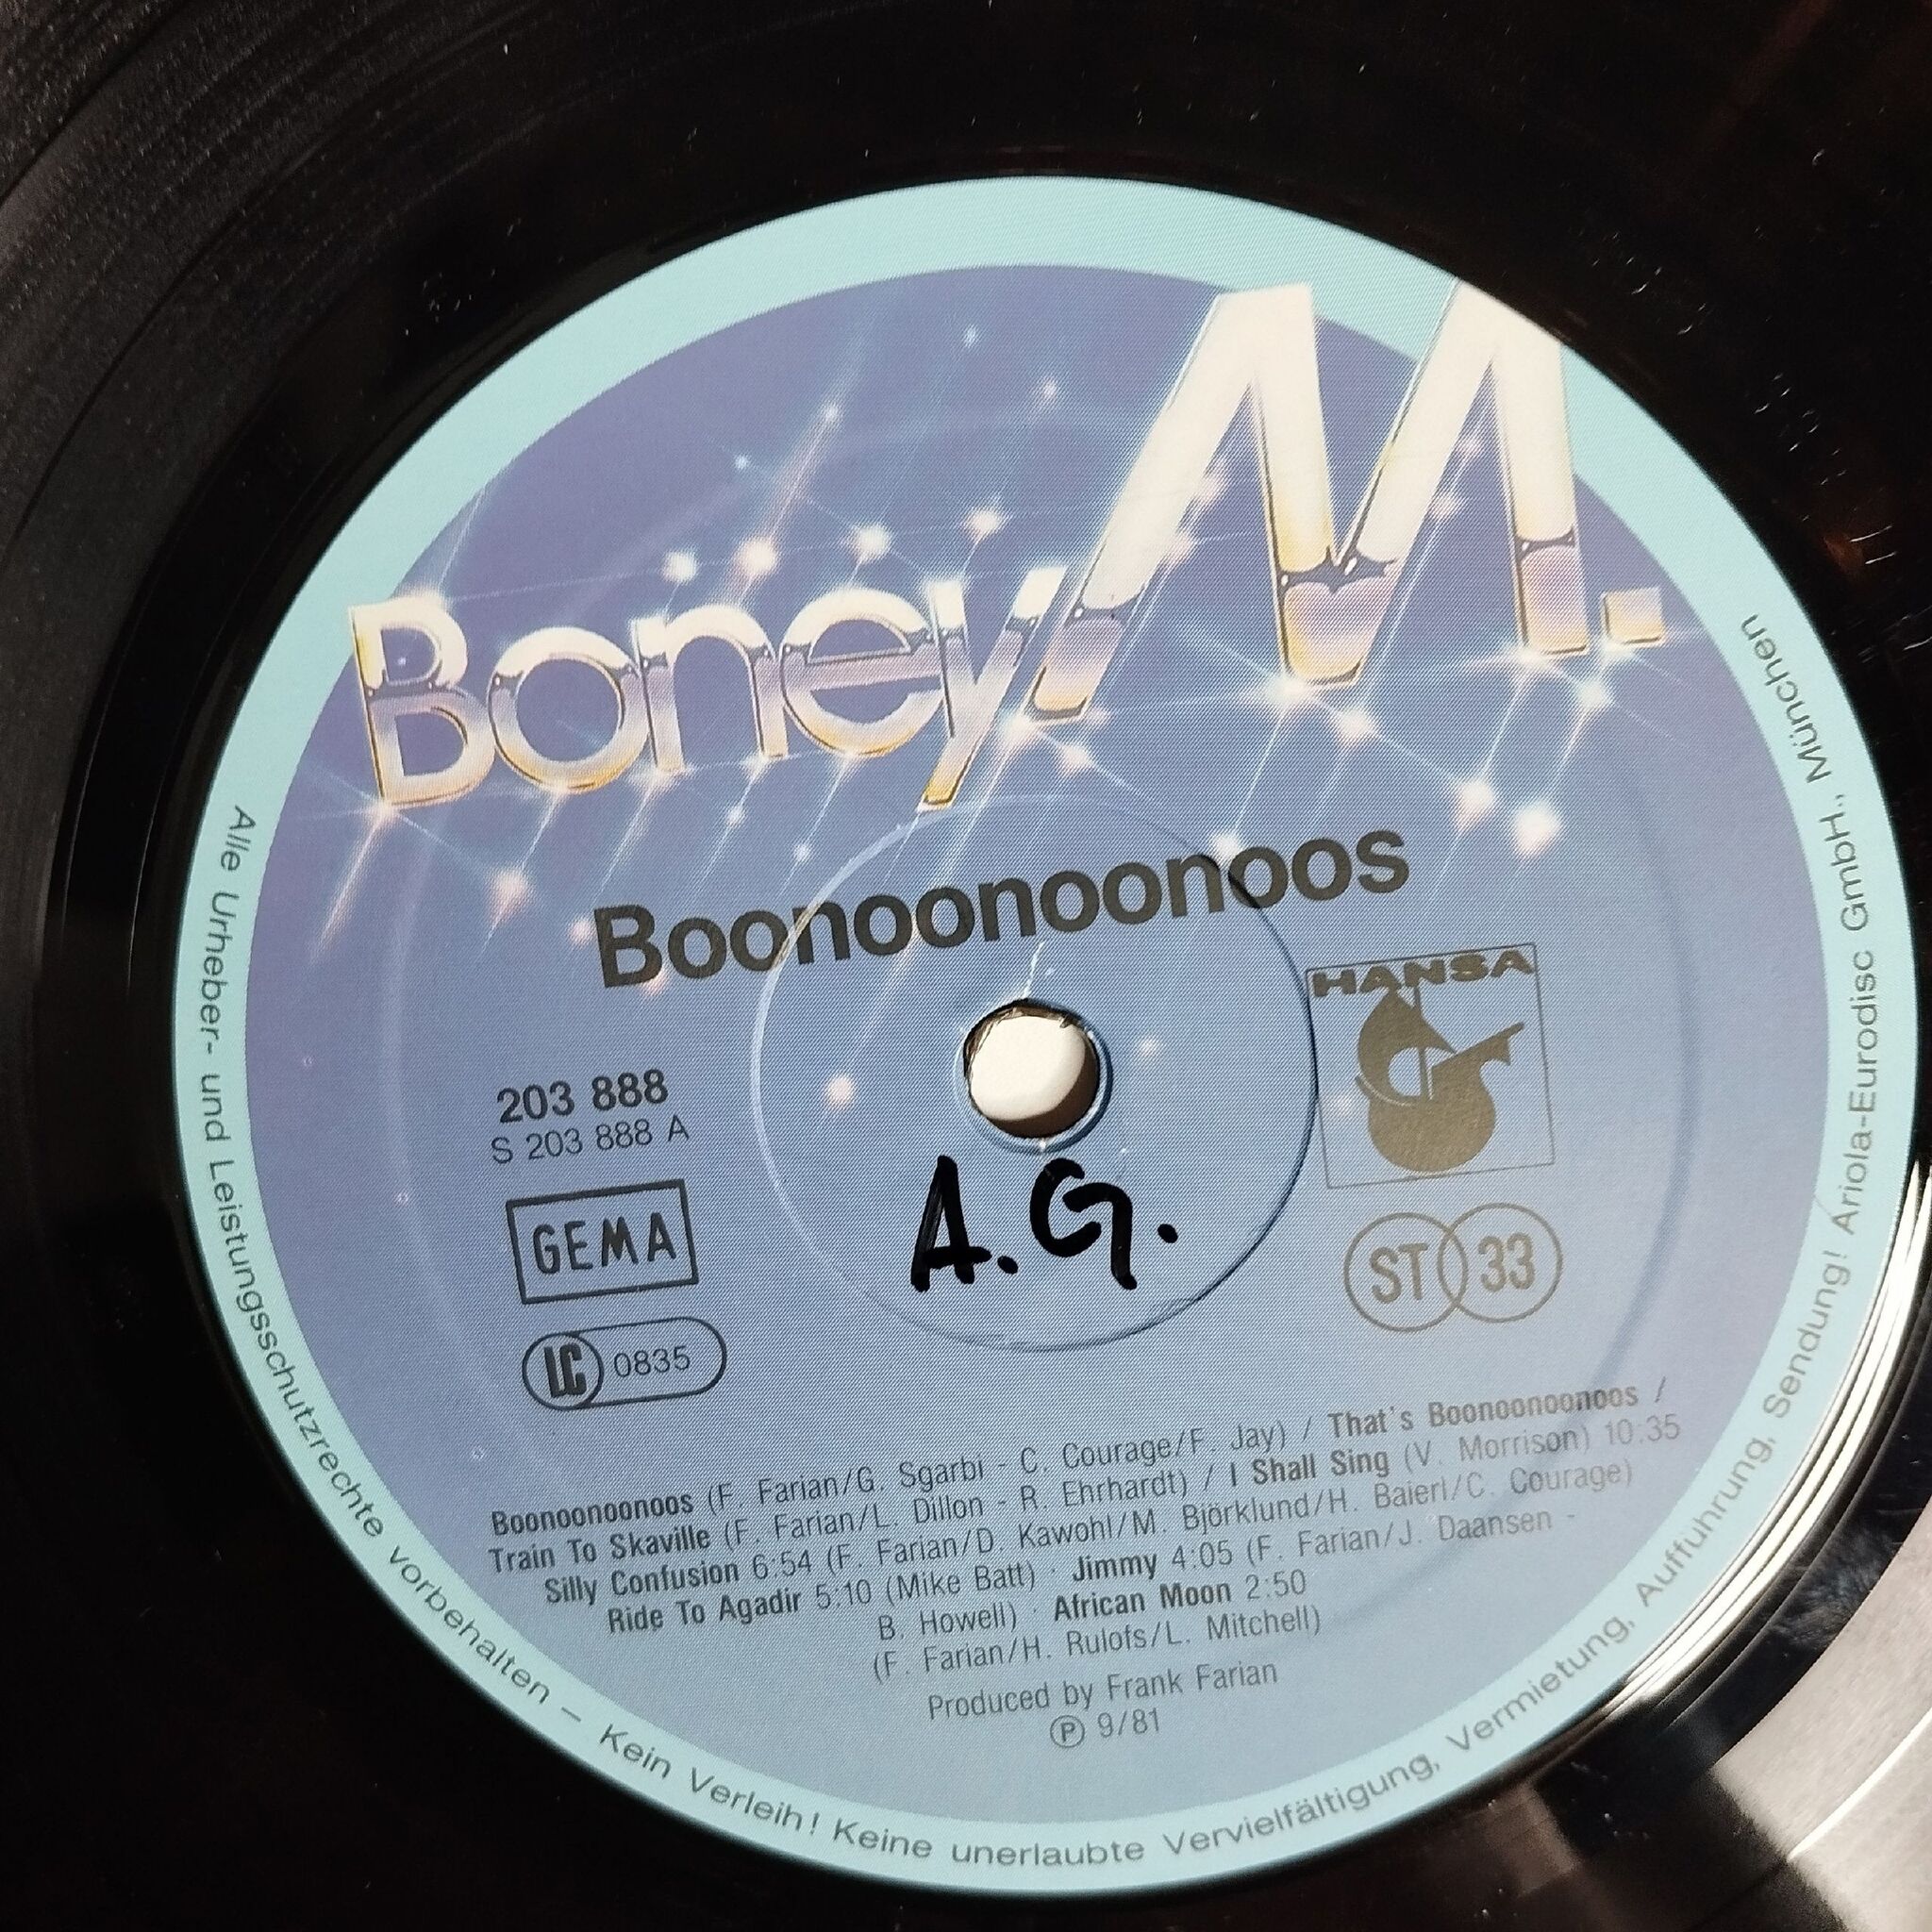 Boney M.
Boonoonoonoos
HANSA
203 888
S 203 888 A
GEMA
LC 0835
A.G.
ST 33
Boonoonoonoos (F. Farian/G. Sgarbi - C. Courage/F. Jay) / That's Boonoonoonoos /
Train To Skaville (F. Farian/L. Dillon - R. Ehrhardt) / I Shall Sing (V. Morrison) 10:35
Silly Confusion 6:54 (F. Farian/D. Kawohl/M. Björklund/H. Baierl/C. Courage)
Ride To Agadir 5:10 (Mike Batt) · Jimmy 4:05 (F. Farian/J. Daansen -
B. Howell) · African Moon 2:50
(F. Farian/H. Rulofs/L. Mitchell)
Produced by Frank Farian
Ⓟ 9/81
Alle Urheber- und Leistungsschutzrechte vorbehalten – Kein Verleih! Keine unerlaubte Vervielfältigung, Vermietung, Aufführung, Sendung! Ariola-Eurodisc GmbH., München